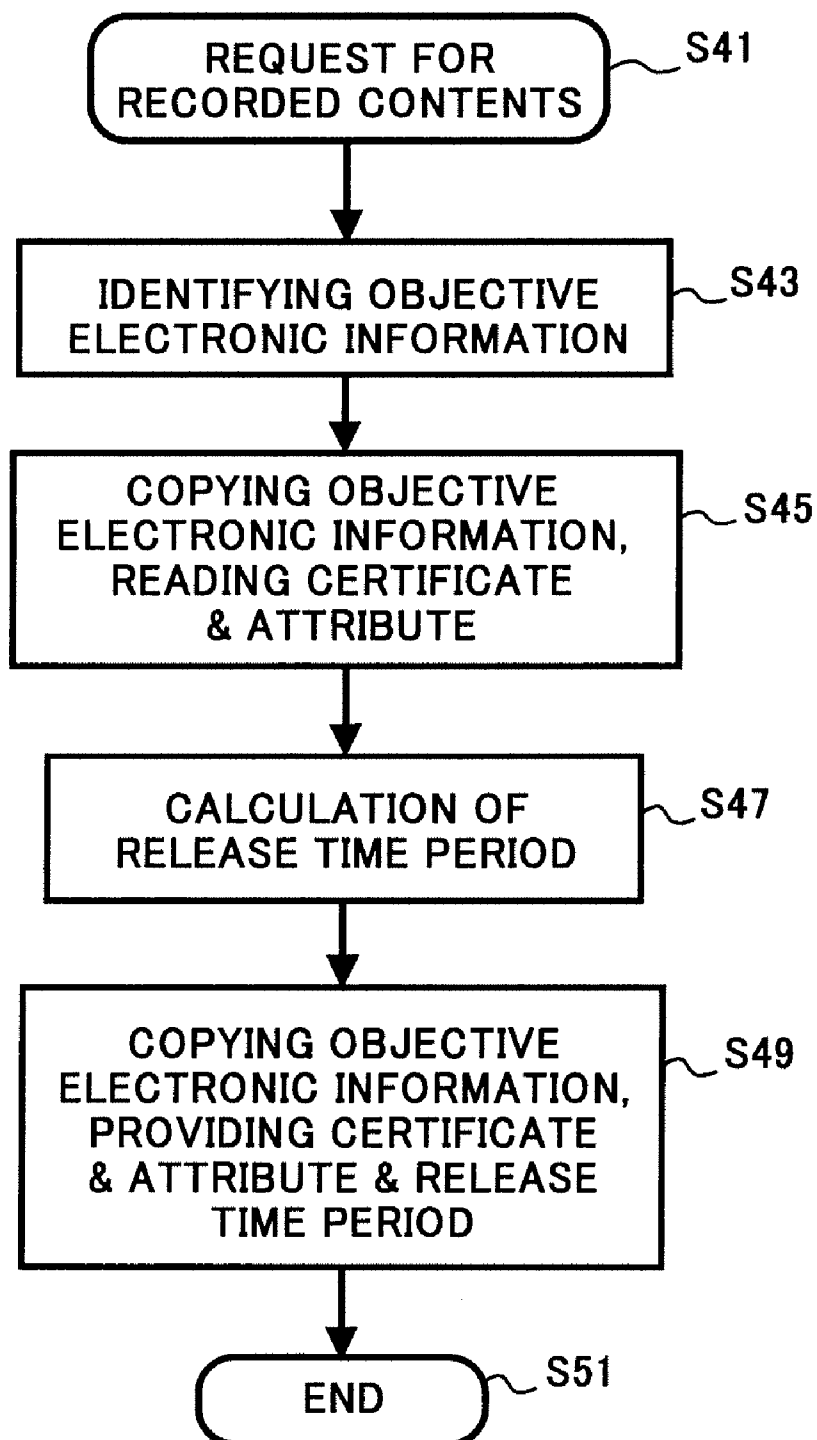 REQUEST FOR
RECORDED CONTENTS
S41
IDENTIFYING OBJECTIVE
ELECTRONIC INFORMATION
S43
COPYING OBJECTIVE
ELECTRONIC INFORMATION,
READING CERTIFICATE
& ATTRIBUTE
S45
CALCULATION OF
RELEASE TIME PERIOD
S47
COPYING OBJECTIVE
ELECTRONIC INFORMATION,
PROVIDING CERTIFICATE
& ATTRIBUTE & RELEASE
TIME PERIOD
S49
END
S51